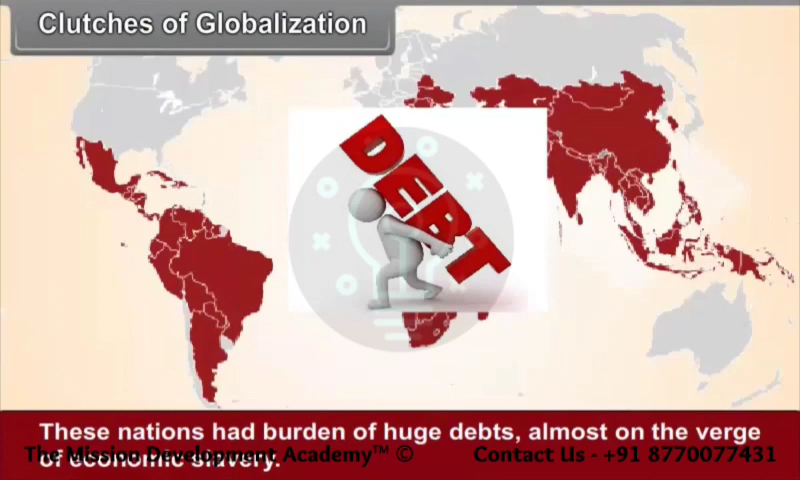 Clutches of Globalization
DEBT
These nations had burden of huge debts, almost on the verge
of economic slavery.
The Mission Development Academy™ © Contact Us - +91 8770077431